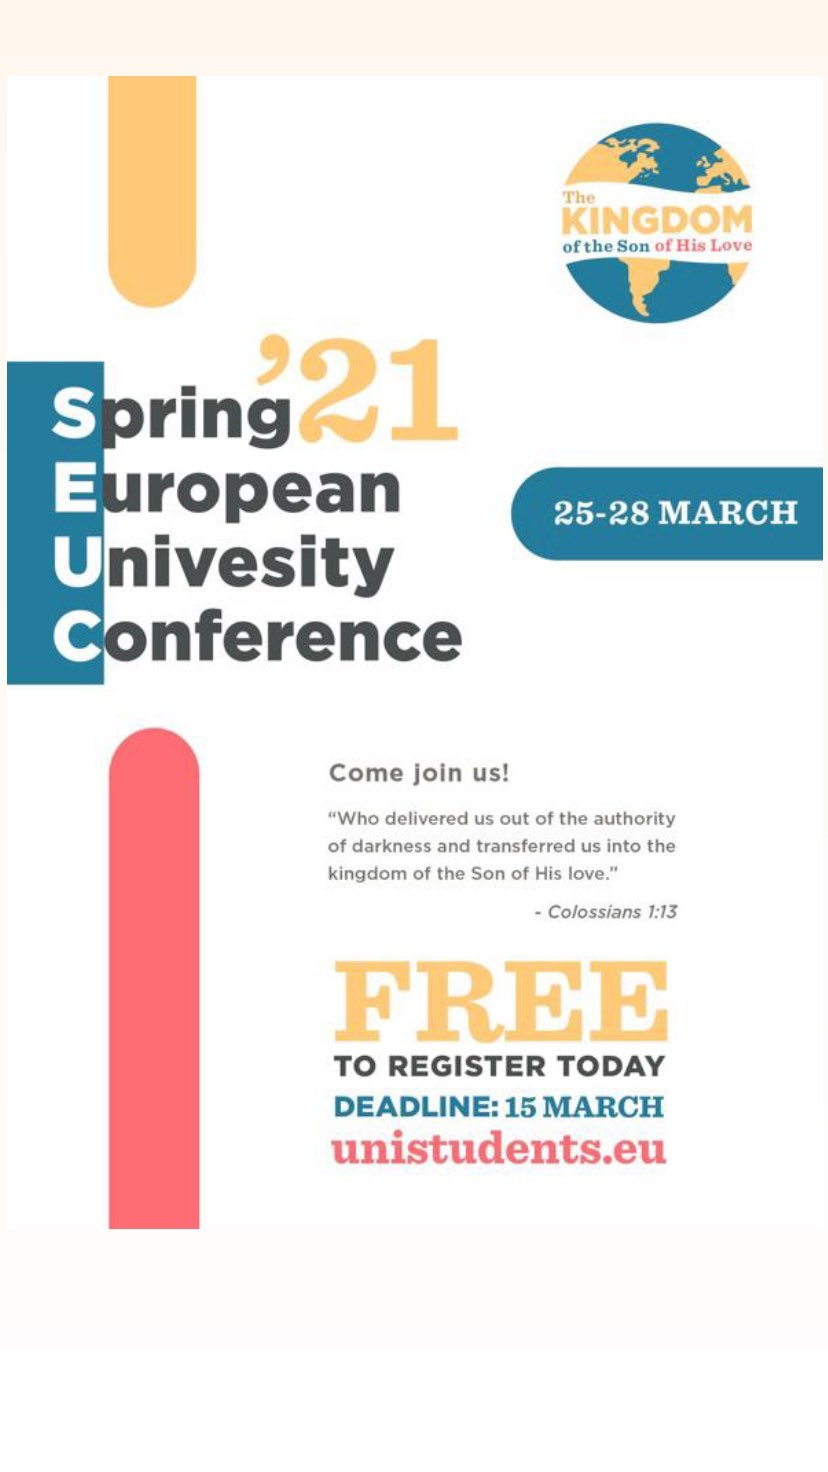 The
KINGDOM
of the Son of His Love
Spring ’21
European
Univesity
Conference
25-28 MARCH
Come join us!
“Who delivered us out of the authority
of darkness and transferred us into the
kingdom of the Son of His love.”
- Colossians 1:13
FREE
TO REGISTER TODAY
DEADLINE: 15 MARCH
unistudents.eu